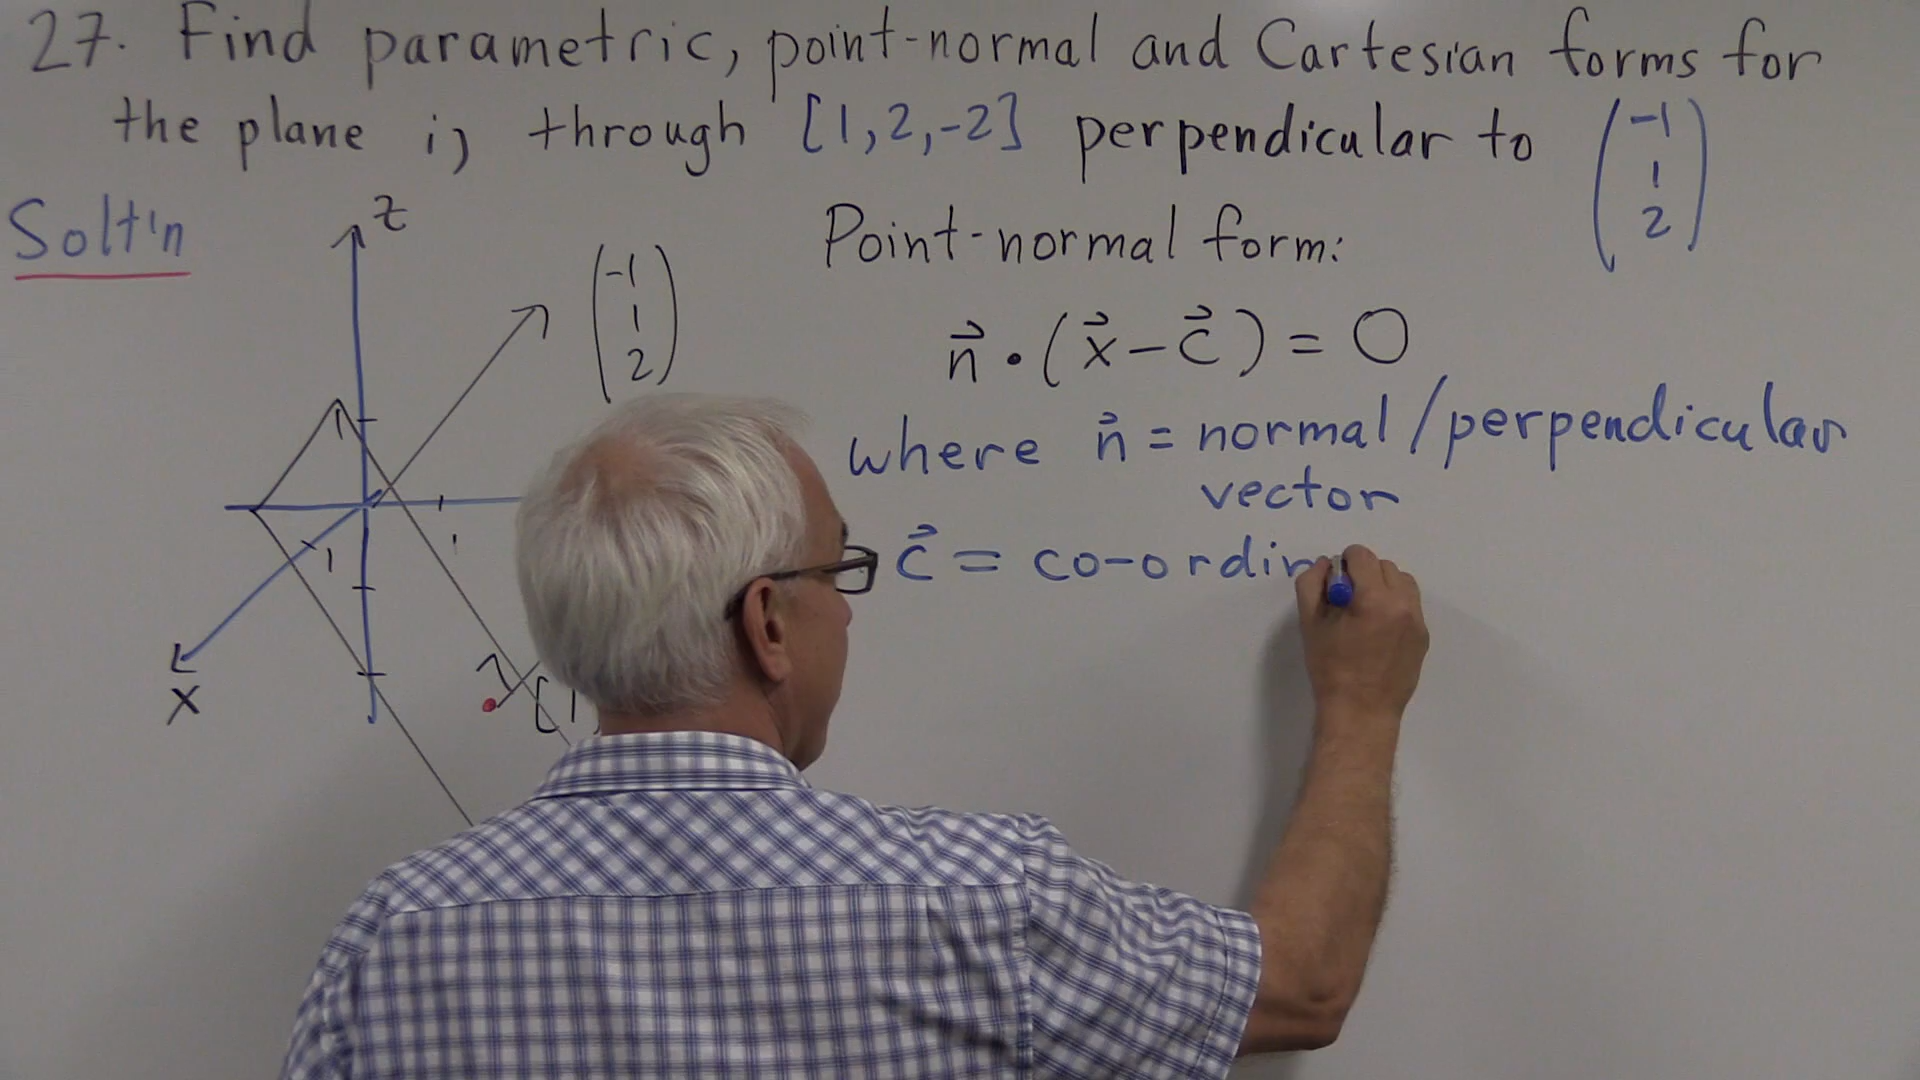 27. Find parametric, point-normal and Cartesian forms for
the plane i) through [1,2,-2] perpendicular to (-1 1 2)
Solt'n
z
(-1 1 2)
1
1
x
[1,
Point-normal form:
n⃗ • (x⃗ - c⃗) = 0
where n⃗ = normal/perpendicular
vector
c⃗ = co-ordin